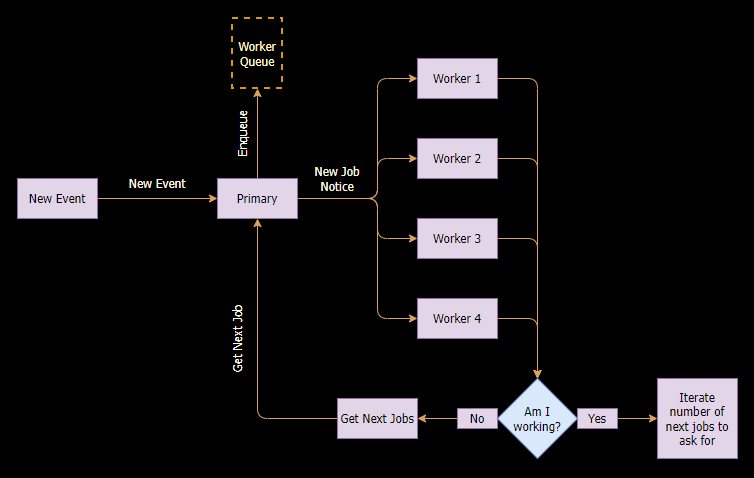 Worker
Queue
Enqueue
New Event
New Event
Primary
New Job
Notice
Worker 1
Worker 2
Worker 3
Worker 4
Get Next Job
Get Next Jobs
No
Am I
working?
Yes
Iterate
number of
next jobs to
ask for